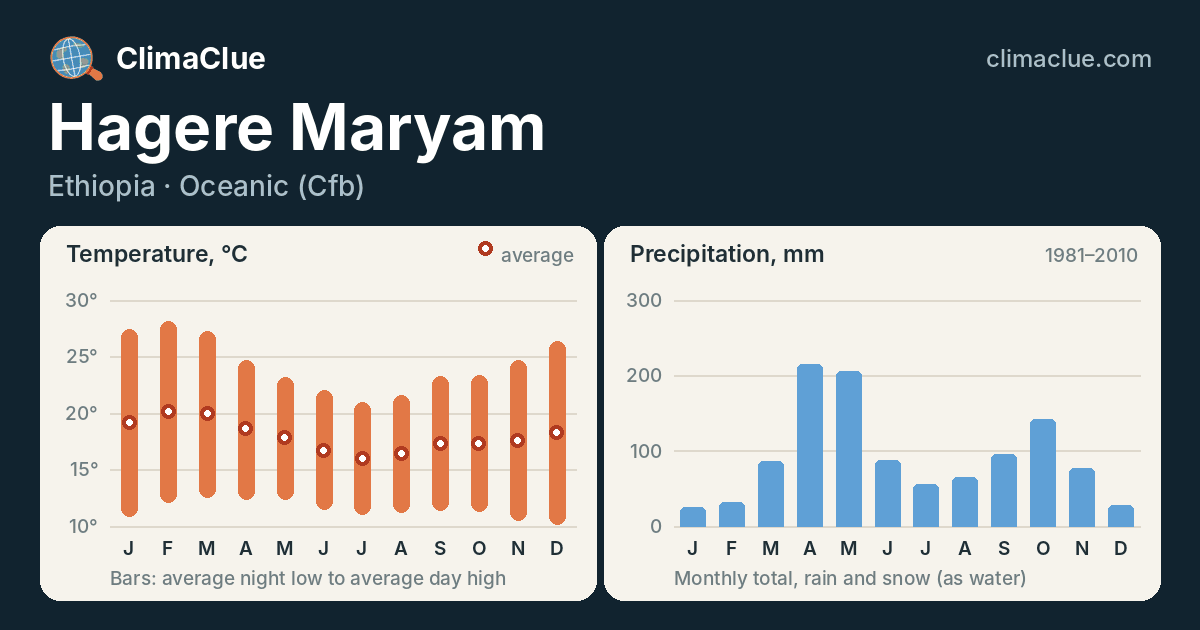 ClimaClue
climaclue.com
Hagere Maryam
Ethiopia · Oceanic (Cfb)
Temperature, °C
average
30°
25°
20°
15°
10°
J F M A M J J A S O N D
Bars: average night low to average day high
Precipitation, mm
1981–2010
300
200
100
0
J F M A M J J A S O N D
Monthly total, rain and snow (as water)